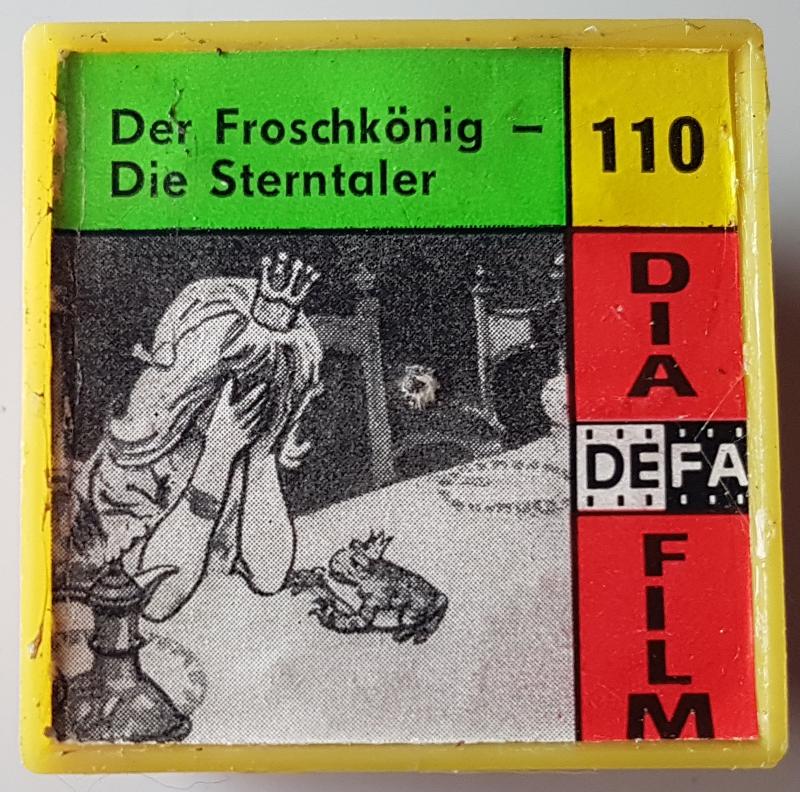 Der Froschkönig –
Die Sterntaler
110
DIA
DEFA
FILM